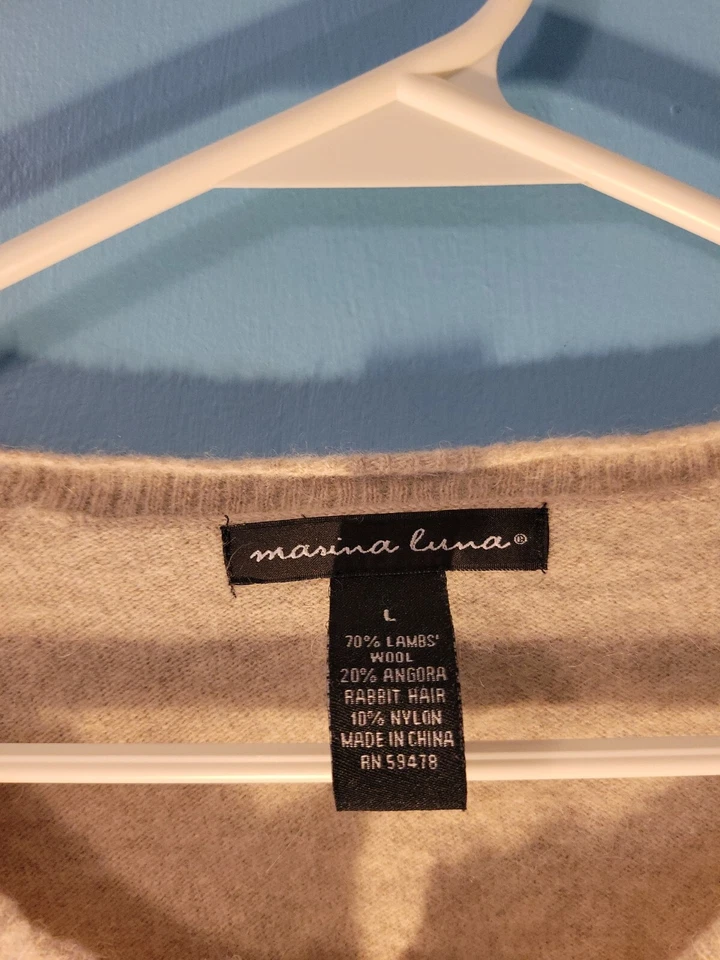 marina luna®
L
70% LAMBS'
WOOL
20% ANGORA
RABBIT HAIR
10% NYLON
MADE IN CHINA
RN 59478